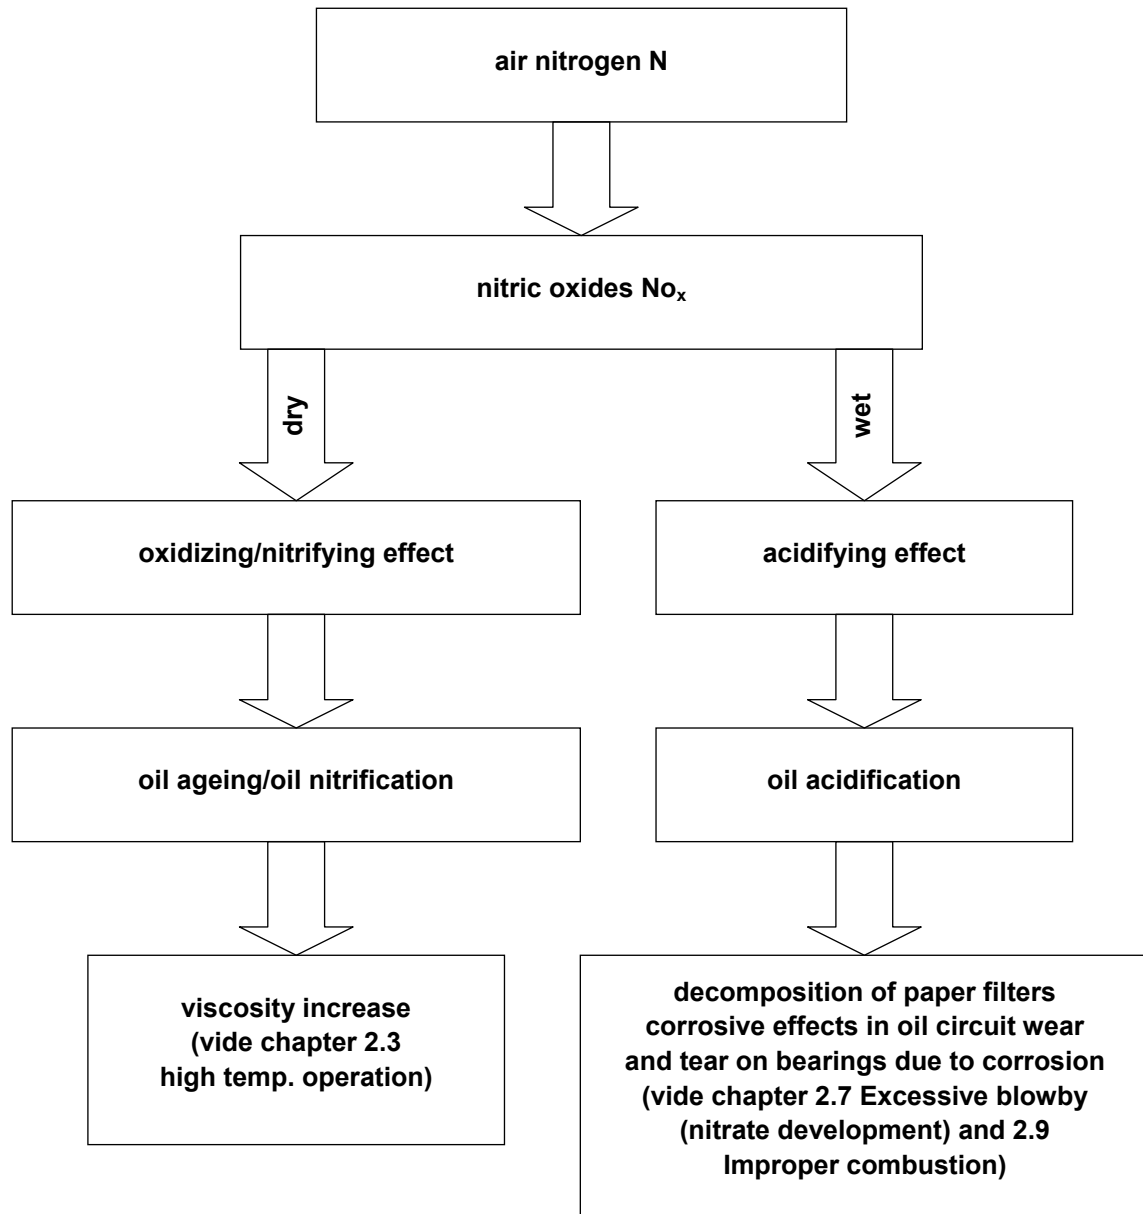 air nitrogen N
nitric oxides Noₓ
dry
wet
oxidizing/nitrifying effect
acidifying effect
oil ageing/oil nitrification
oil acidification
viscosity increase
(vide chapter 2.3
high temp. operation)
decomposition of paper filters
corrosive effects in oil circuit wear
and tear on bearings due to corrosion
(vide chapter 2.7 Excessive blowby
(nitrate development) and 2.9
Improper combustion)